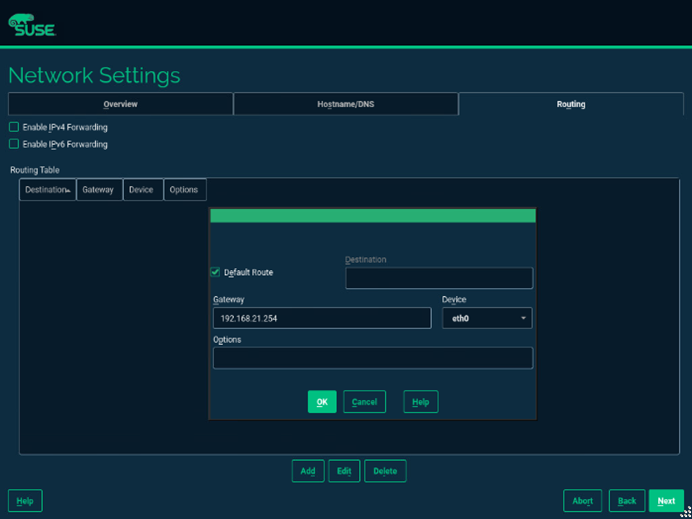 SUSE
Network Settings
Overview Hostname/DNS Routing
Enable IPv4 Forwarding
Enable IPv6 Forwarding
Routing Table
Destination Gateway Device Options
Destination
Default Route
Gateway Device
192.168.21.254 eth0
Options
OK Cancel Help
Add Edit Delete
Help Abort Back Next